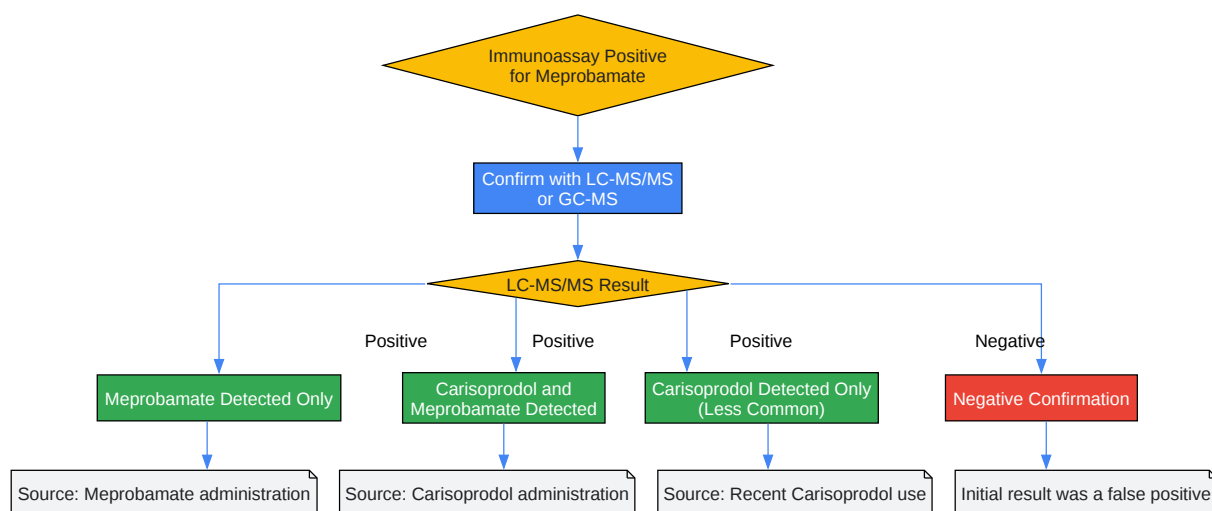 Immunoassay Positive
for Meprobamate
Confirm with LC-MS/MS
or GC-MS
LC-MS/MS Result
Positive
Positive
Positive
Negative
Meprobamate Detected Only
Carisoprodol and
Meprobamate Detected
Carisoprodol Detected Only
(Less Common)
Negative Confirmation
Source: Meprobamate administration
Source: Carisoprodol administration
Source: Recent Carisoprodol use
Initial result was a false positive